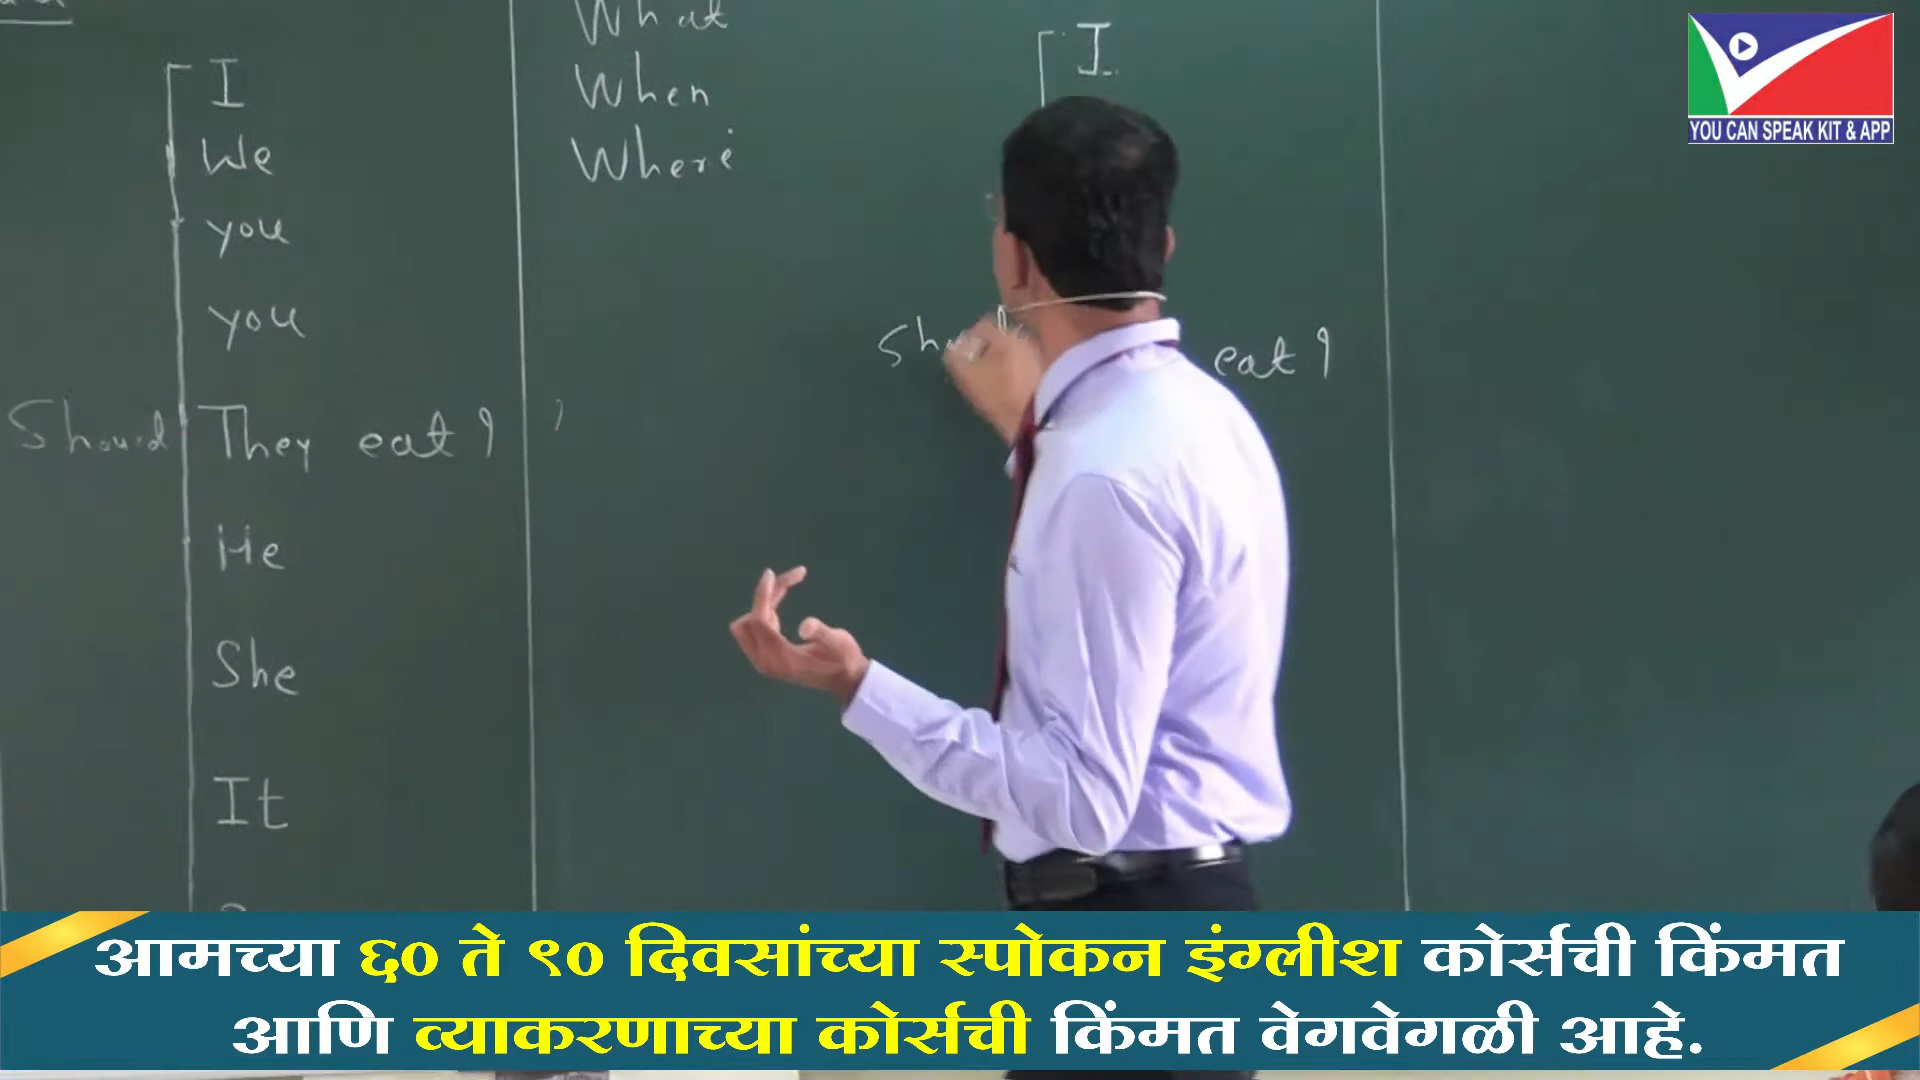 I
We
you
you
Should They eat ?
He
She
It
What
When
Where
I
eat ?
YOU CAN SPEAK KIT & APP
आमच्या ६० ते ९० दिवसांच्या स्पोकन इंग्लीश कोर्सची किंमत
आणि व्याकरणाच्या कोर्सची किंमत वेगवेगळी आहे.